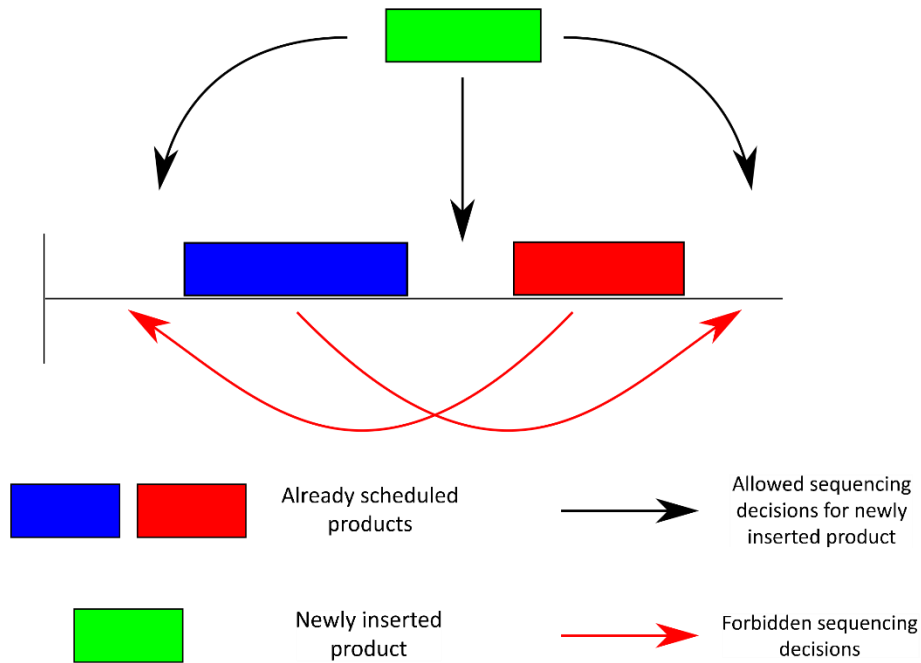 Already scheduled
products
Allowed sequencing
decisions for newly
inserted product
Newly inserted
product
Forbidden sequencing
decisions